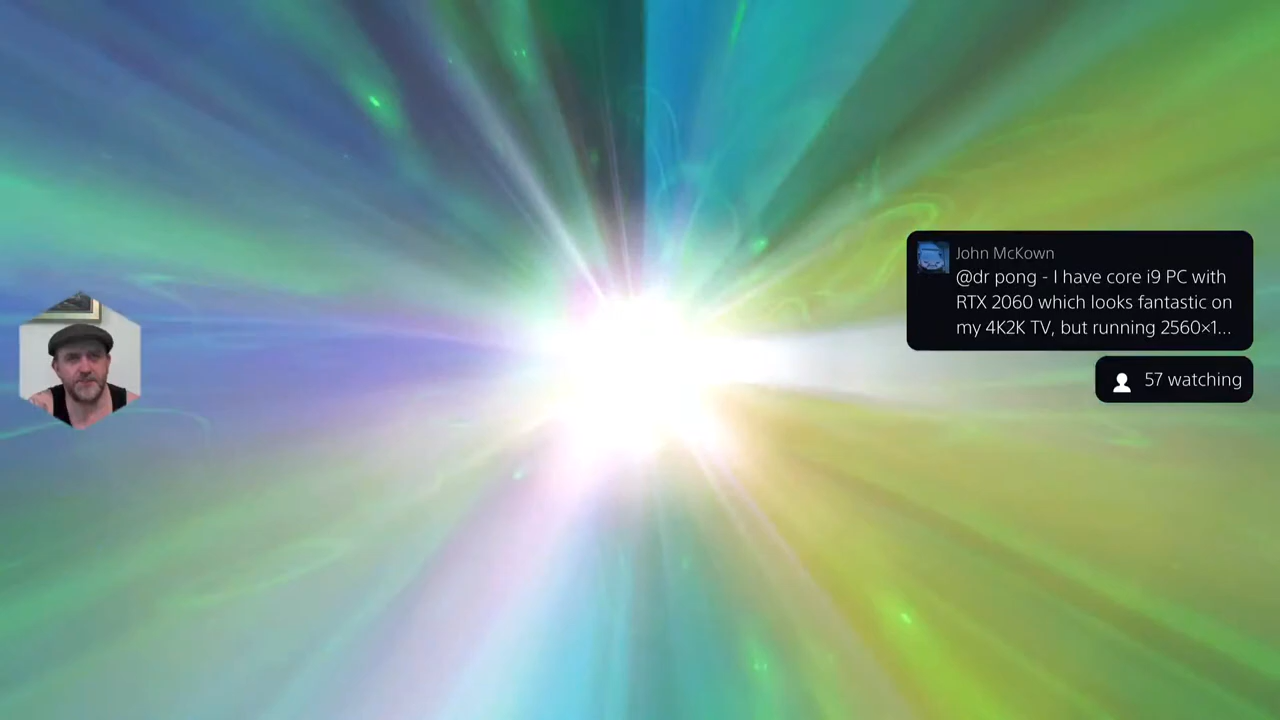 John McKown
@dr pong - I have core i9 PC with
RTX 2060 which looks fantastic on
my 4K2K TV, but running 2560×1...
57 watching